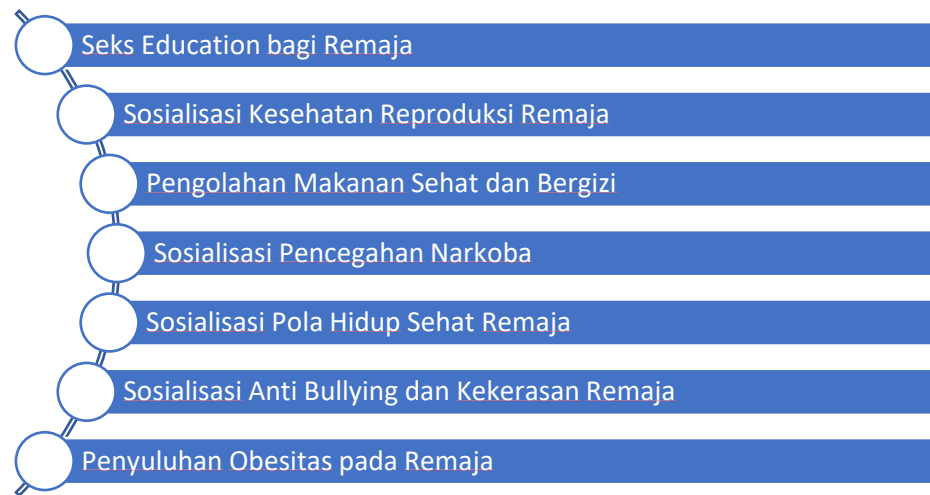 Seks Education bagi Remaja
Sosialisasi Kesehatan Reproduksi Remaja
Pengolahan Makanan Sehat dan Bergizi
Sosialisasi Pencegahan Narkoba
Sosialisasi Pola Hidup Sehat Remaja
Sosialisasi Anti Bullying dan Kekerasan Remaja
Penyuluhan Obesitas pada Remaja